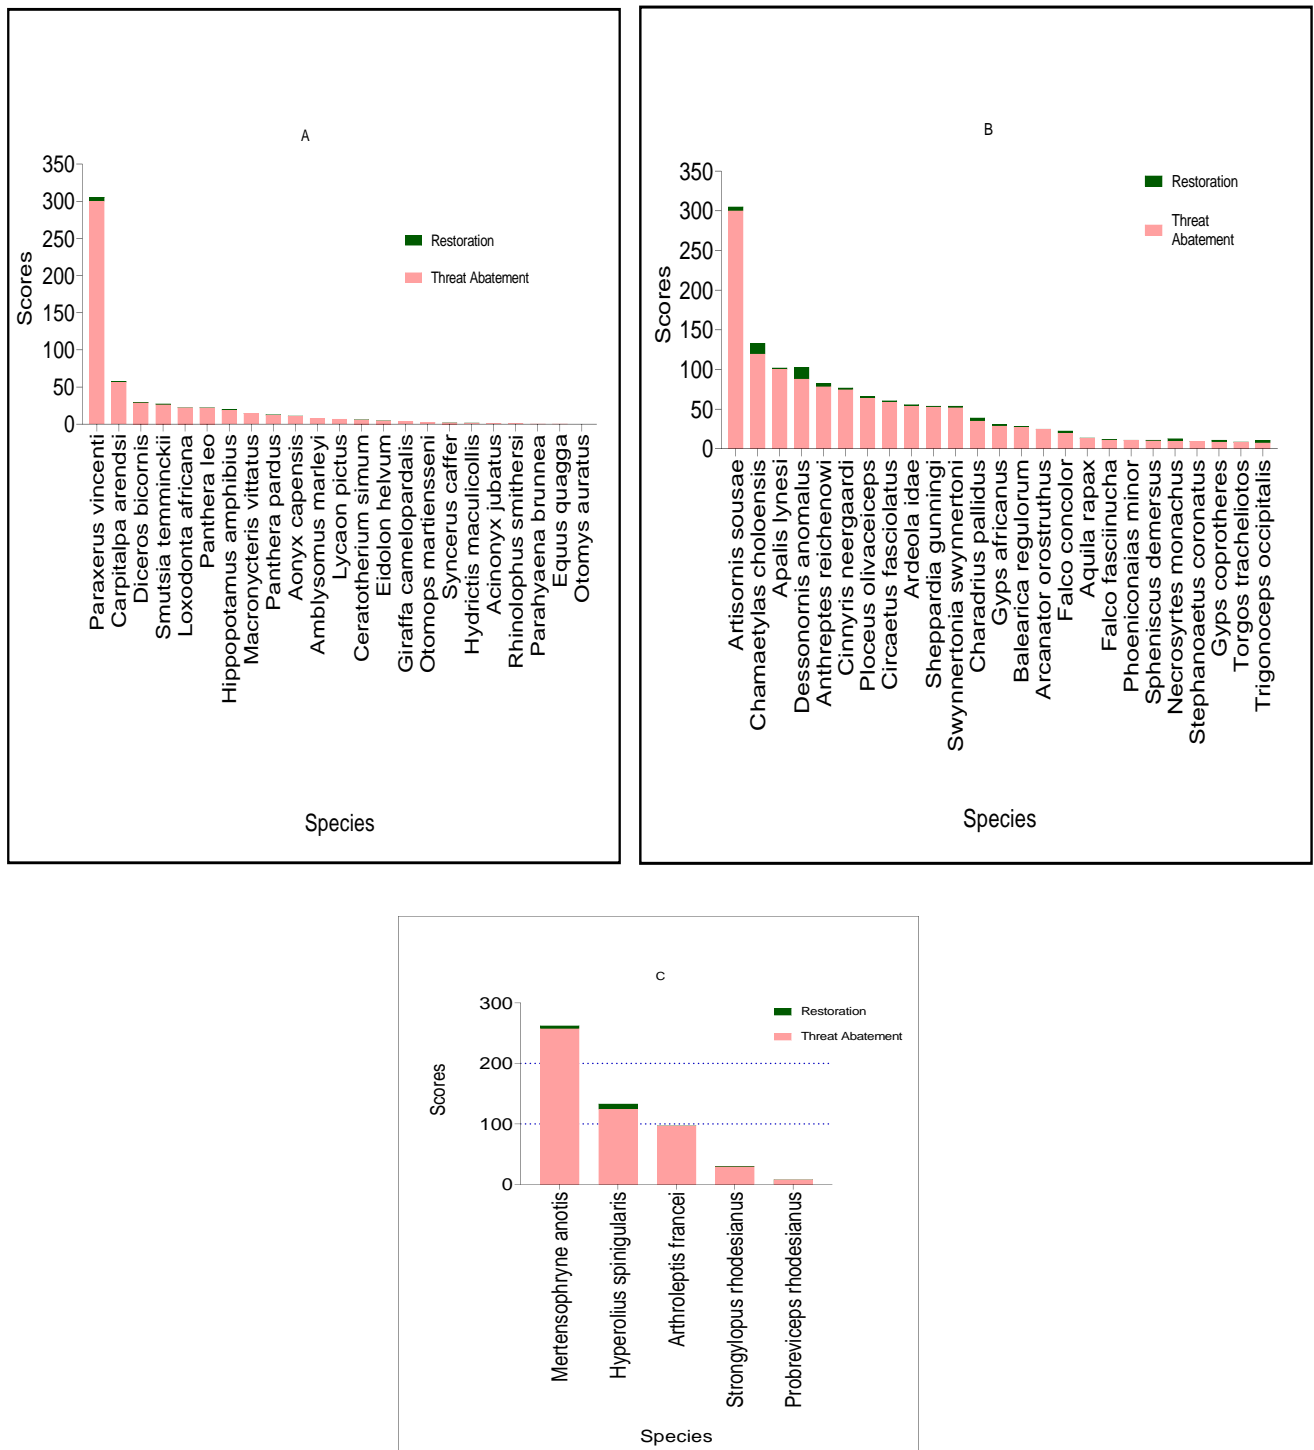 A
350
300
250
200
150
100
50
0
Scores
Restoration
Threat Abatement
Paraxerus vincenti
Carpitalpa arendsi
Diceros bicornis
Smutsia temminckii
Loxodonta africana
Panthera leo
Hippopotamus amphibius
Macronycteris vittatus
Panthera pardus
Aonyx capensis
Amblysomus marleyi
Lycaon pictus
Ceratotherium simum
Eidolon helvum
Giraffa camelopardalis
Otomops martiensseni
Syncerus caffer
Hydrictis maculicollis
Acinonyx jubatus
Rhinolophus smithersi
Parahyaena brunnea
Equus quagga
Otomys auratus
Species
B
350
300
250
200
150
100
50
0
Scores
Restoration
Threat
Abatement
Artisornis sousae
Chamaetylas choloensis
Apalis lynesi
Dessonornis anomalus
Anthreptes reichenowi
Cinnyris neergaardi
Ploceus olivaceiceps
Circaetus fasciolatus
Ardeola idae
Sheppardia gunningi
Swynnertonia swynnertoni
Charadrius pallidus
Gyps africanus
Balearica regulorum
Arcanator orostruthus
Falco concolor
Aquila rapax
Falco fasciinucha
Phoeniconaias minor
Spheniscus demersus
Necrosyrtes monachus
Stephanoaetus coronatus
Gyps coprotheres
Torgos tracheliotos
Trigonoceps occipitalis
Species
C
300
200
100
0
Scores
Restoration
Threat Abatement
Mertensophryne anotis
Hyperolius spinigularis
Arthroleptis francei
Strongylopus rhodesianus
Probreviceps rhodesianus
Species